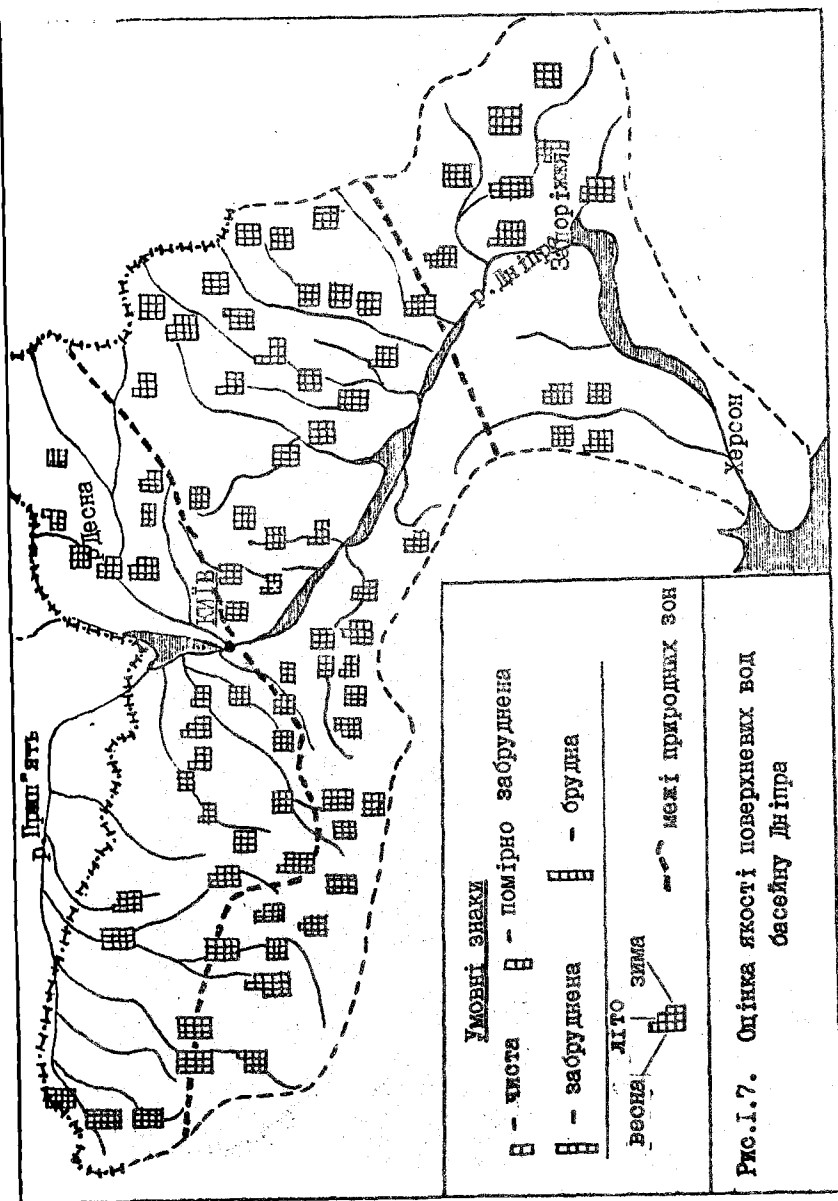 р. Прип"ять
р.Десна
КИЇВ
р. Дніпро
Запоріжжя
Херсон
Умовні знаки
- чиста
- помірно забруднена
- забруднена
- брудна
весна
літо
зима
- межі природних зон
Рис.I.7. Оцінка якості поверхневих вод
басейну Дніпра